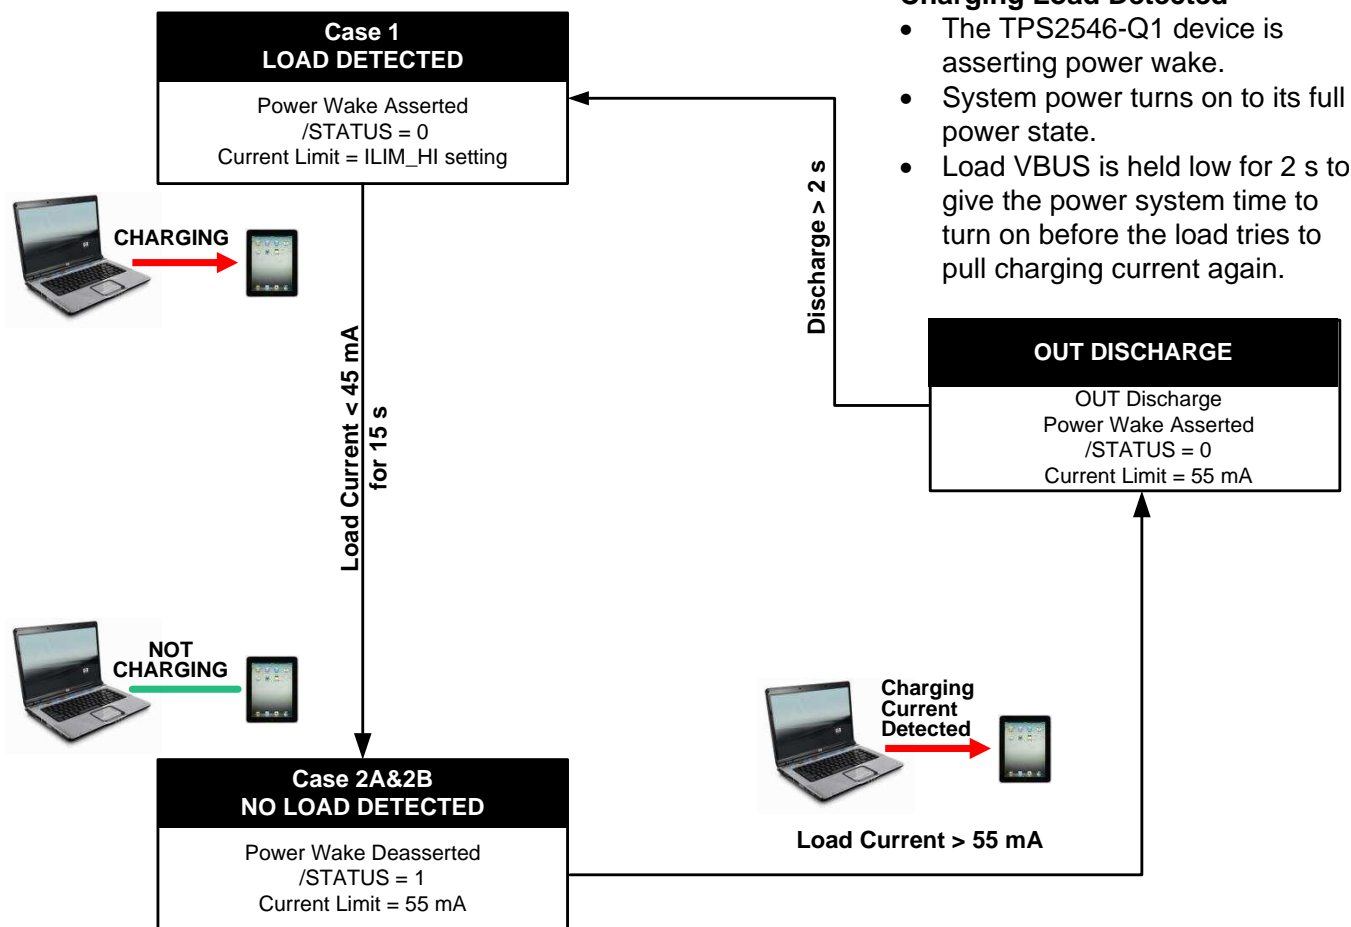 Charging Load Detected
• The TPS2546-Q1 device is
asserting power wake.
• System power turns on to its full
power state.
• Load VBUS is held low for 2 s to
give the power system time to
turn on before the load tries to
pull charging current again.
Case 1
LOAD DETECTED
Power Wake Asserted
/STATUS = 0
Current Limit = ILIM_HI setting
CHARGING
Discharge > 2 s
Load Current < 45 mA
for 15 s
OUT DISCHARGE
OUT Discharge
Power Wake Asserted
/STATUS = 0
Current Limit = 55 mA
NOT
CHARGING
Charging
Current
Detected
Load Current > 55 mA
Case 2A&2B
NO LOAD DETECTED
Power Wake Deasserted
/STATUS = 1
Current Limit = 55 mA